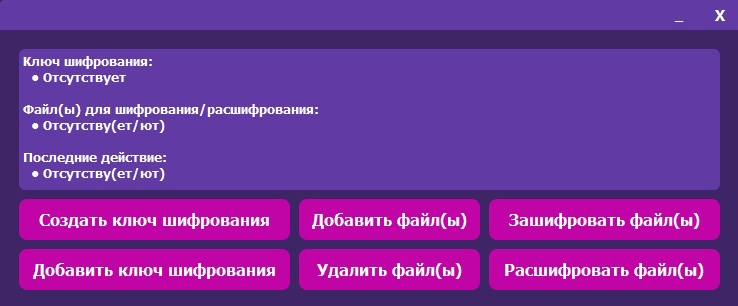 _ X
Ключ шифрования:
● Отсутствует
Файл(ы) для шифрования/расшифрования:
● Отсутству(ет/ют)
Последние действие:
● Отсутству(ет/ют)
Создать ключ шифрования
Добавить файл(ы)
Зашифровать файл(ы)
Добавить ключ шифрования
Удалить файл(ы)
Расшифровать файл(ы)